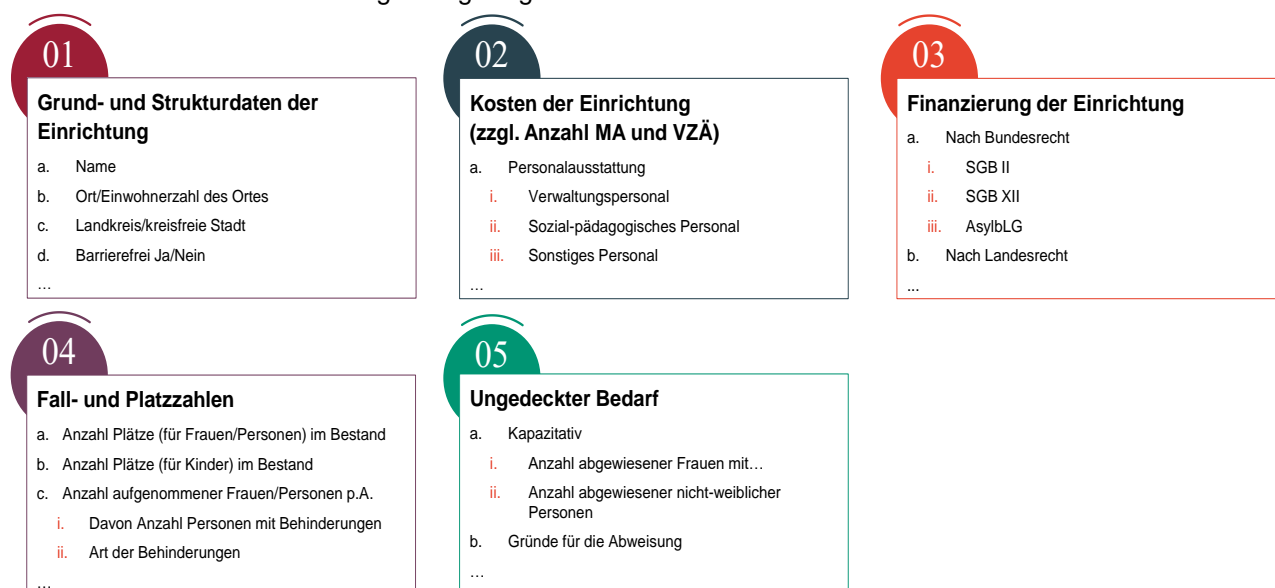 01
Grund- und Strukturdaten der
Einrichtung
a. Name
b. Ort/Einwohnerzahl des Ortes
c. Landkreis/kreisfreie Stadt
d. Barrierefrei Ja/Nein
…
02
Kosten der Einrichtung
(zzgl. Anzahl MA und VZÄ)
a. Personalausstattung
i. Verwaltungspersonal
ii. Sozial-pädagogisches Personal
iii. Sonstiges Personal
…
03
Finanzierung der Einrichtung
a. Nach Bundesrecht
i. SGB II
ii. SGB XII
iii. AsylbLG
b. Nach Landesrecht
...
04
Fall- und Platzzahlen
a. Anzahl Plätze (für Frauen/Personen) im Bestand
b. Anzahl Plätze (für Kinder) im Bestand
c. Anzahl aufgenommener Frauen/Personen p.A.
i. Davon Anzahl Personen mit Behinderungen
ii. Art der Behinderungen
…
05
Ungedeckter Bedarf
a. Kapazitativ
i. Anzahl abgewiesener Frauen mit…
ii. Anzahl abgewiesener nicht-weiblicher
Personen
b. Gründe für die Abweisung
…